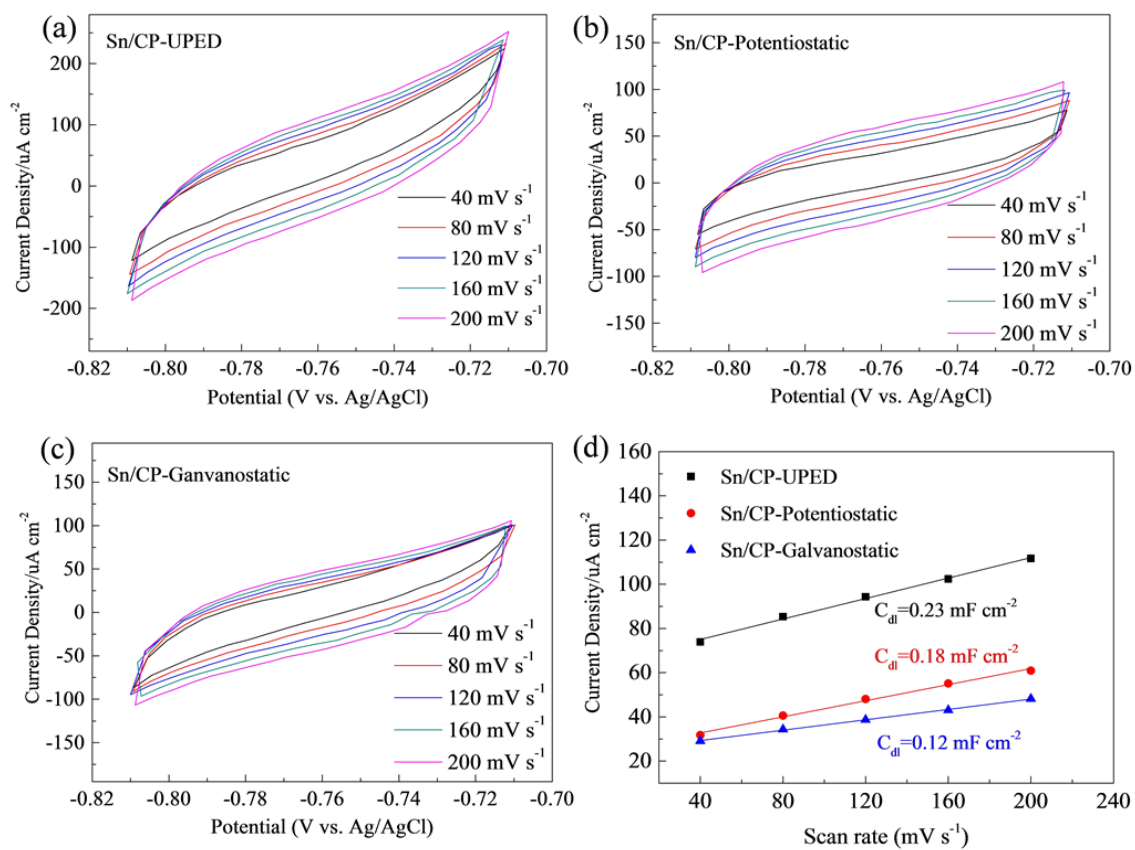 (a)
Sn/CP-UPED
Current Density/uA cm-2
200
100
0
-100
-200
40 mV s-1
80 mV s-1
120 mV s-1
160 mV s-1
200 mV s-1
-0.82 -0.80 -0.78 -0.76 -0.74 -0.72 -0.70
Potential (V vs. Ag/AgCl)
(b)
Sn/CP-Potentiostatic
Current Density/uA cm-2
150
100
50
0
-50
-100
-150
40 mV s-1
80 mV s-1
120 mV s-1
160 mV s-1
200 mV s-1
-0.82 -0.80 -0.78 -0.76 -0.74 -0.72 -0.70
Potential (V vs. Ag/AgCl)
(c)
Sn/CP-Ganvanostatic
Current Density/uA cm-2
150
100
50
0
-50
-100
-150
40 mV s-1
80 mV s-1
120 mV s-1
160 mV s-1
200 mV s-1
-0.82 -0.80 -0.78 -0.76 -0.74 -0.72 -0.70
Potential (V vs. Ag/AgCl)
(d)
Current Density/uA cm-2
160
140
120
100
80
60
40
20
Sn/CP-UPED
Sn/CP-Potentiostatic
Sn/CP-Galvanostatic
Cdl=0.23 mF cm-2
Cdl=0.18 mF cm-2
Cdl=0.12 mF cm-2
40 80 120 160 200 240
Scan rate (mV s-1)